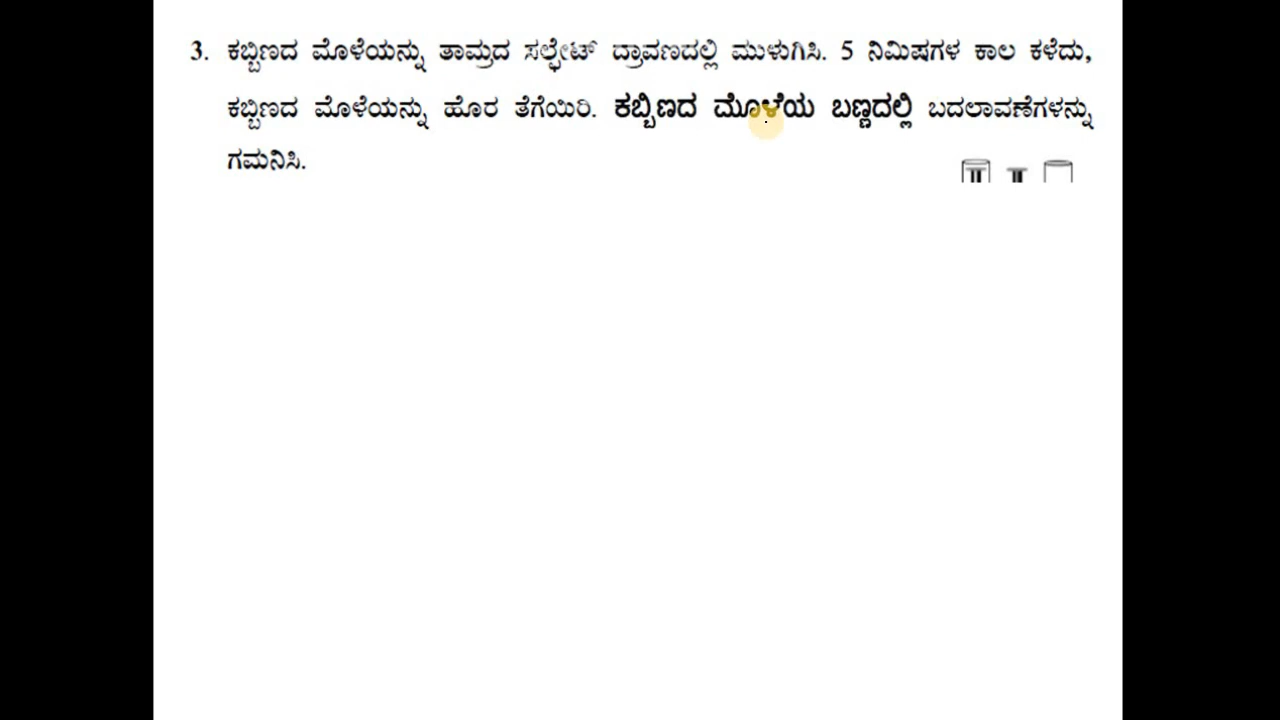 3. ಕಬ್ಬಿಣದ ಮೊಳೆಯನ್ನು ತಾಮ್ರದ ಸಲ್ಫೇಟ್ ದ್ರಾವಣದಲ್ಲಿ ಮುಳುಗಿಸಿ. 5 ನಿಮಿಷಗಳ ಕಾಲ ಕಳೆದು,
ಕಬ್ಬಿಣದ ಮೊಳೆಯನ್ನು ಹೊರ ತೆಗೆಯಿರಿ. ಕಬ್ಬಿಣದ ಮೊಳೆಯ ಬಣ್ಣದಲ್ಲಿ ಬದಲಾವಣೆಗಳನ್ನು
ಗಮನಿಸಿ.